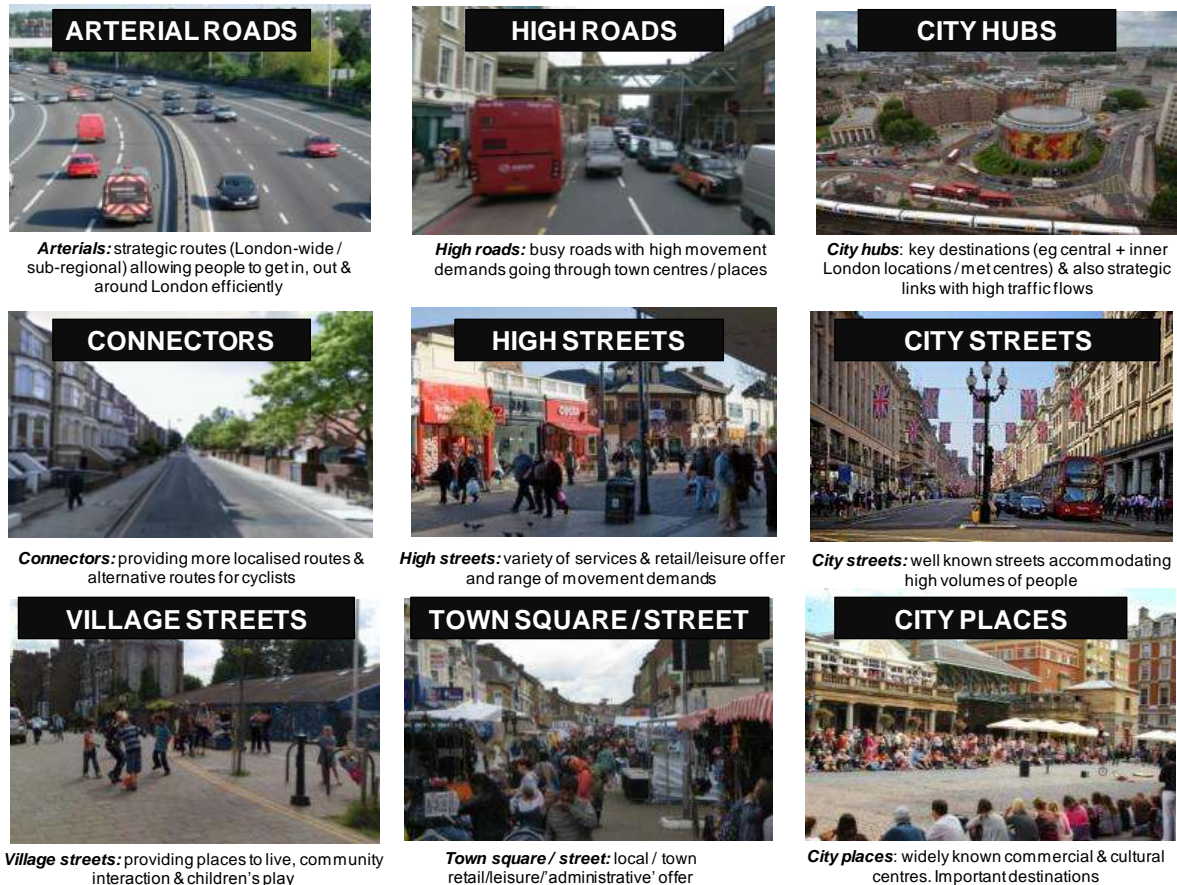 ARTERIAL ROADS
Arterials: strategic routes (London-wide /
sub-regional) allowing people to get in, out &
around London efficiently
HIGH ROADS
High roads: busy roads with high movement
demands going through town centres / places
CITY HUBS
City hubs: key destinations (eg central + inner
London locations / met centres) & also strategic
links with high traffic flows
CONNECTORS
Connectors: providing more localised routes &
alternative routes for cyclists
HIGH STREETS
High streets: variety of services & retail/leisure offer
and range of movement demands
CITY STREETS
City streets: well known streets accommodating
high volumes of people
VILLAGE STREETS
Village streets: providing places to live, community
interaction & children's play
TOWN SQUARE / STREET
Town square / street: local / town
retail/leisure/'administrative' offer
CITY PLACES
City places: widely known commercial & cultural
centres. Important destinations